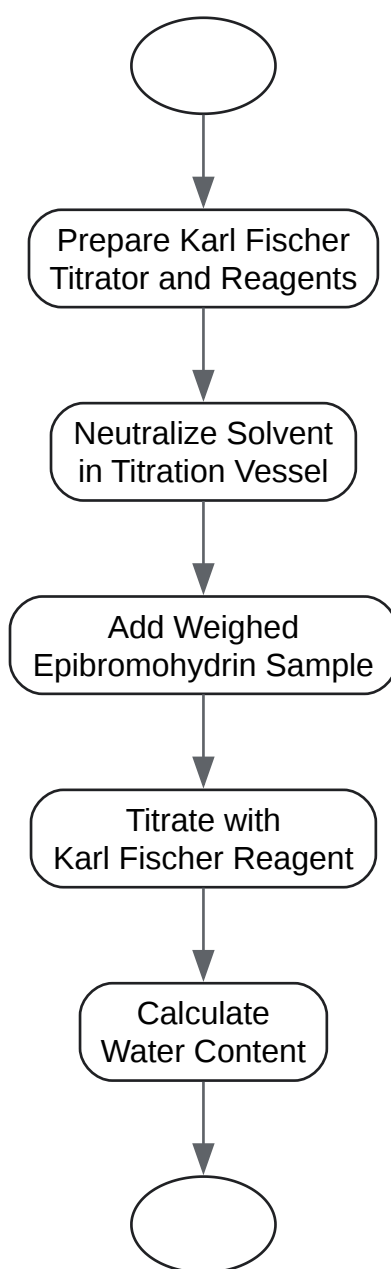 Prepare Karl Fischer
Titrator and Reagents
Neutralize Solvent
in Titration Vessel
Add Weighed
Epibromohydrin Sample
Titrate with
Karl Fischer Reagent
Calculate
Water Content